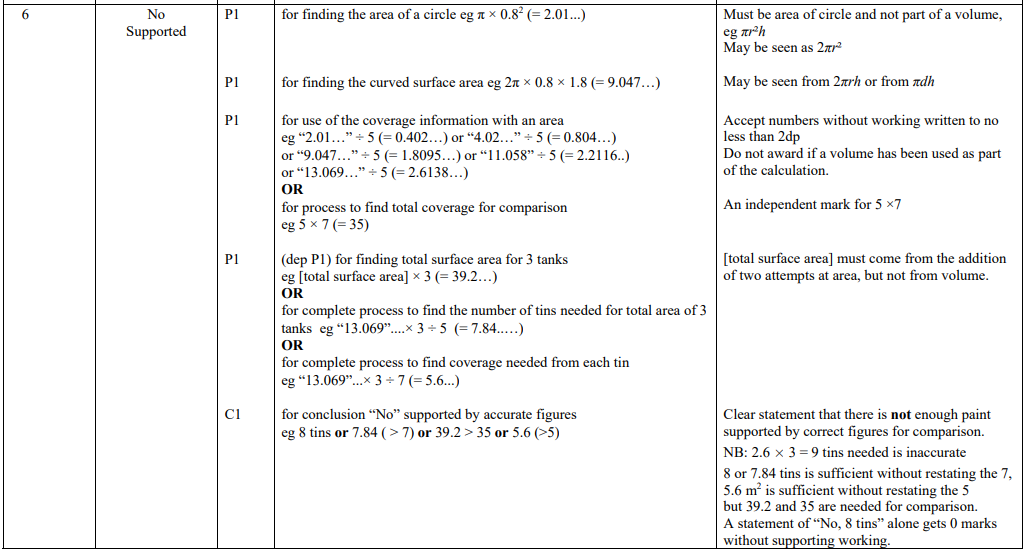 6
No
Supported
P1
for finding the area of a circle eg π × 0.8² (= 2.01...)
Must be area of circle and not part of a volume,
eg πr²h
May be seen as 2πr²
P1
for finding the curved surface area eg 2π × 0.8 × 1.8 (= 9.047…)
May be seen from 2πrh or from πdh
P1
for use of the coverage information with an area
eg “2.01…” ÷ 5 (= 0.402…) or “4.02…” ÷ 5 (= 0.804…)
or “9.047…” ÷ 5 (= 1.8095…) or “11.058” ÷ 5 (= 2.2116..)
or “13.069…” ÷ 5 (= 2.6138…)
OR
for process to find total coverage for comparison
eg 5 × 7 (= 35)
Accept numbers without working written to no
less than 2dp
Do not award if a volume has been used as part
of the calculation.
An independent mark for 5 ×7
P1
(dep P1) for finding total surface area for 3 tanks
eg [total surface area] × 3 (= 39.2…)
OR
for complete process to find the number of tins needed for total area of 3
tanks eg “13.069”....× 3 ÷ 5 (= 7.84..…)
OR
for complete process to find coverage needed from each tin
eg “13.069”...× 3 ÷ 7 (= 5.6...)
[total surface area] must come from the addition
of two attempts at area, but not from volume.
C1
for conclusion “No” supported by accurate figures
eg 8 tins or 7.84 ( > 7) or 39.2 > 35 or 5.6 (>5)
Clear statement that there is not enough paint
supported by correct figures for comparison.
NB: 2.6 × 3 = 9 tins needed is inaccurate
8 or 7.84 tins is sufficient without restating the 7,
5.6 m² is sufficient without restating the 5
but 39.2 and 35 are needed for comparison.
A statement of “No, 8 tins” alone gets 0 marks
without supporting working.